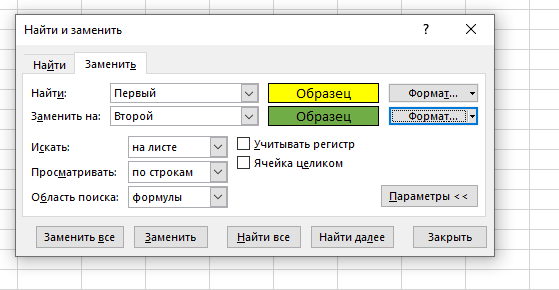 Найти и заменить
Найти
Заменить
Найти: Первый Образец Формат...
Заменить на: Второй Образец Формат...
Искать: на листе Учитывать регистр
Ячейка целиком
Просматривать: по строкам
Область поиска: формулы
Параметры <<
Заменить все Заменить Найти все Найти далее Закрыть